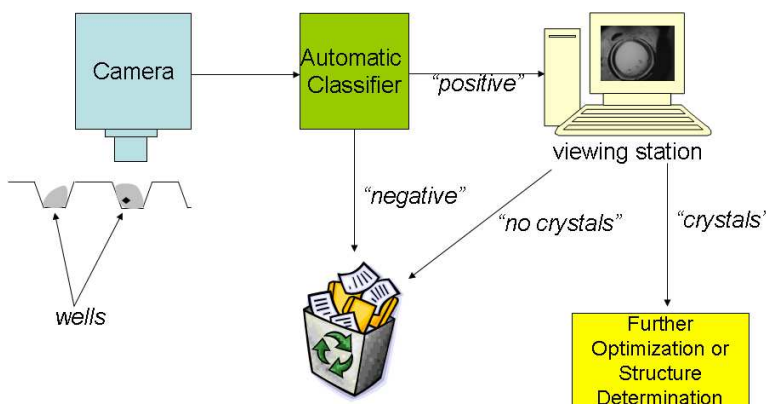 Camera
Automatic
Classifier
“positive”
viewing station
“negative”
“no crystals”
“crystals”
wells
Further
Optimization or
Structure
Determination